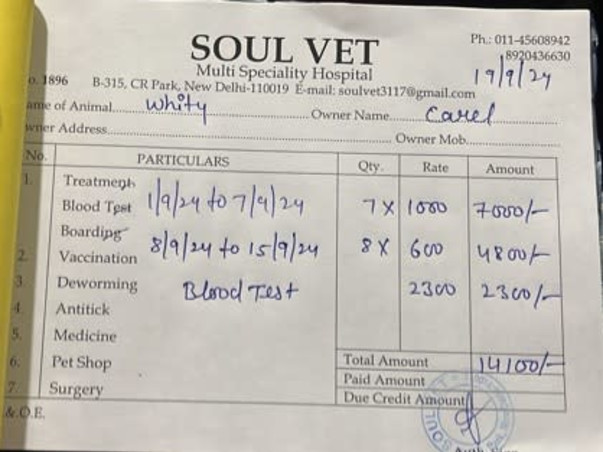 SOUL VET
Multi Speciality Hospital
Ph.: 011-45608942
8920436630
o. 1896
B-315, CR Park, New Delhi-110019 E-mail: soulvet3117@gmail.com
19/9/24
ame of Animal Whity Owner Name Carel
wner Address Owner Mob.
No. PARTICULARS Qty. Rate Amount
1. Treatment
Blood Test 1/9/24 to 7/9/24 7 x 1000 7000/-
Boarding
2. Vaccination 8/9/24 to 15/9/24 8 x 600 4800/-
3. Deworming Blood Test 2300 2300/-
4. Antitick
5. Medicine
6. Pet Shop Total Amount 14100/-
Paid Amount
7. Surgery Due Credit Amount
&.O.E.
SOUL